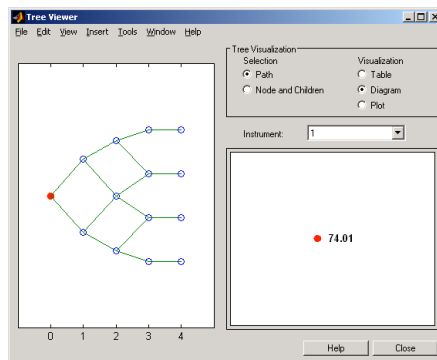 Tree Viewer
File Edit View Insert Tools Window Help
Tree Visualization
Selection Visualization
Path Table
Node and Children Diagram
Plot
Instrument: 1
74.01
0 1 2 3 4
Help Close